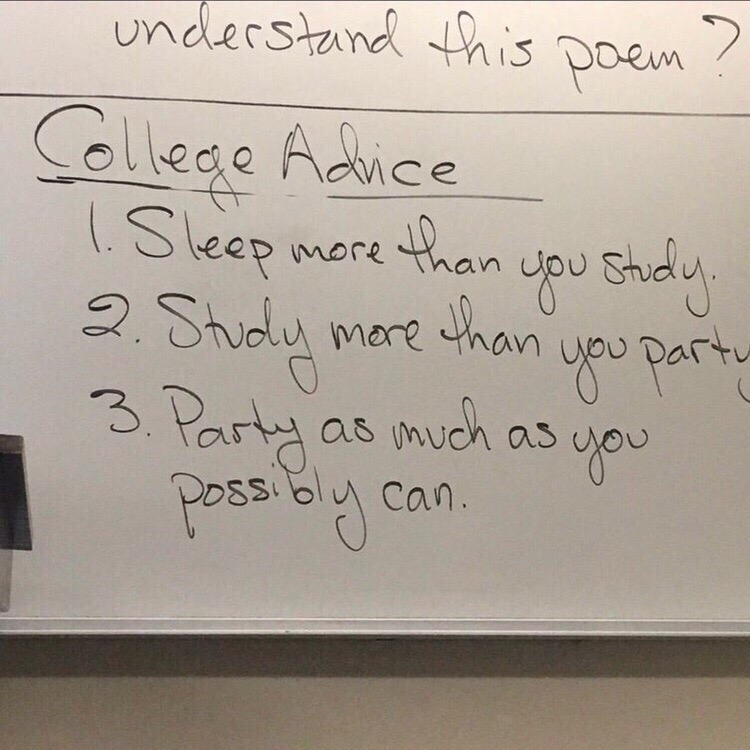 understand this poem?
College Advice
1. Sleep more than you study.
2. Study more than you party
3. Party as much as you
possibly can.